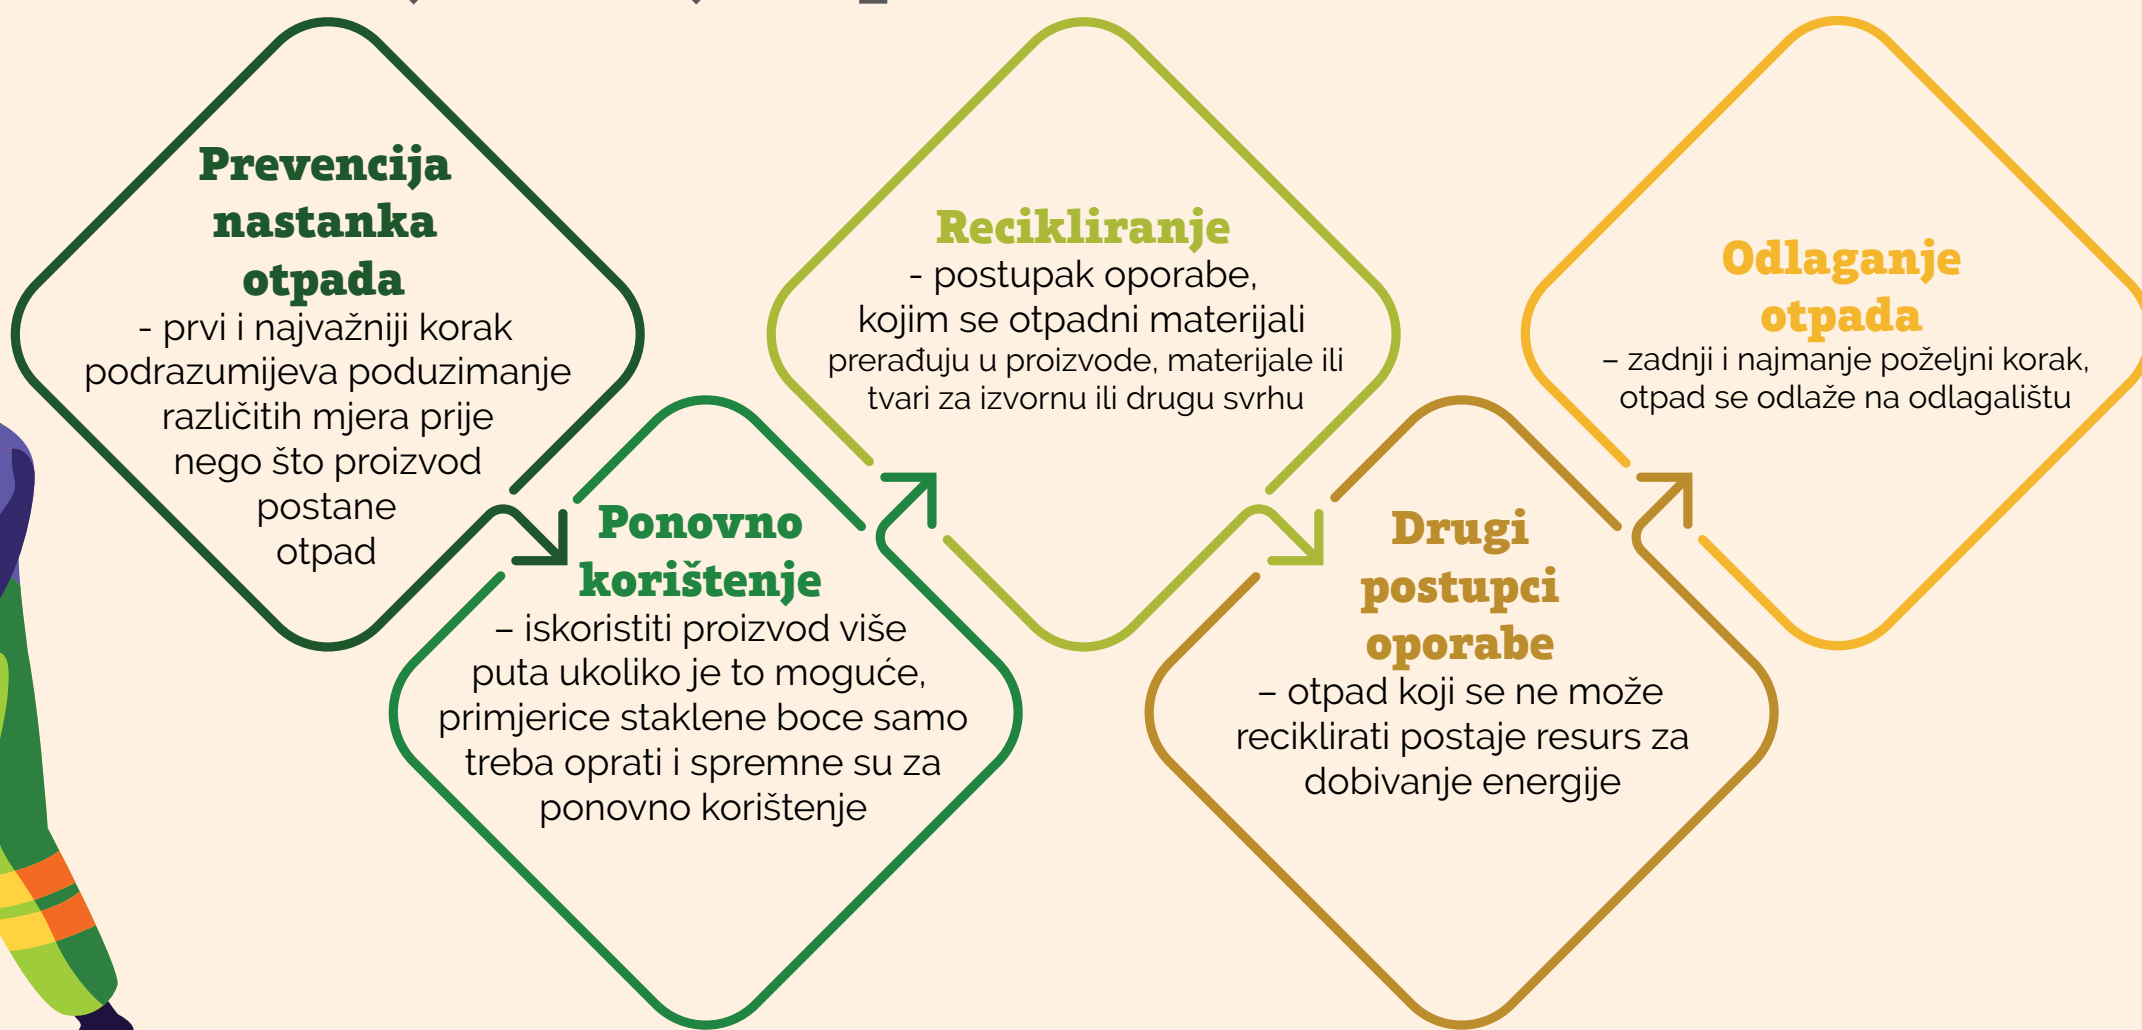 Prevencija
nastanka
otpada
- prvi i najvažniji korak
podrazumijeva poduzimanje
različitih mjera prije
nego što proizvod
postane
otpad
Ponovno
korištenje
– iskoristiti proizvod više
puta ukoliko je to moguće,
primjerice staklene boce samo
treba oprati i spremne su za
ponovno korištenje
Recikliranje
- postupak oporabe,
kojim se otpadni materijali
prerađuju u proizvode, materijale ili
tvari za izvornu ili drugu svrhu
Drugi
postupci
oporabe
– otpad koji se ne može
reciklirati postaje resurs za
dobivanje energije
Odlaganje
otpada
– zadnji i najmanje poželjni korak,
otpad se odlaže na odlagalištu